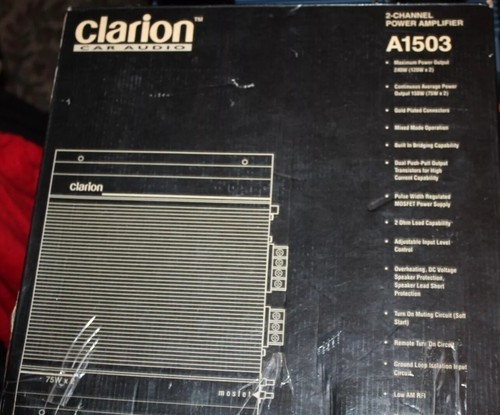 clarion™
CAR AUDIO
2-CHANNEL
POWER AMPLIFIER
A1503
Maximum Power Output
240W (120W x 2)
Continuous Average Power
Output 150W (75W x 2)
Gold Plated Connectors
Mixed Mode Operation
Built in Bridging Capability
Dual Push-Pull Output
Transistors for High
Current Capability
Pulse Width Regulated
MOSFET Power Supply
2 Ohm Load Capability
Adjustable Input Level
Control
Overheating, DC Voltage
Speaker Protection,
Speaker Lead Short
Protection
Turn On Muting Circuit (Soft
Start)
Remote Turn On Circuit
Ground Loop Isolation Input
Circuit
Low AM R/I
clarion
75W x
mosfet